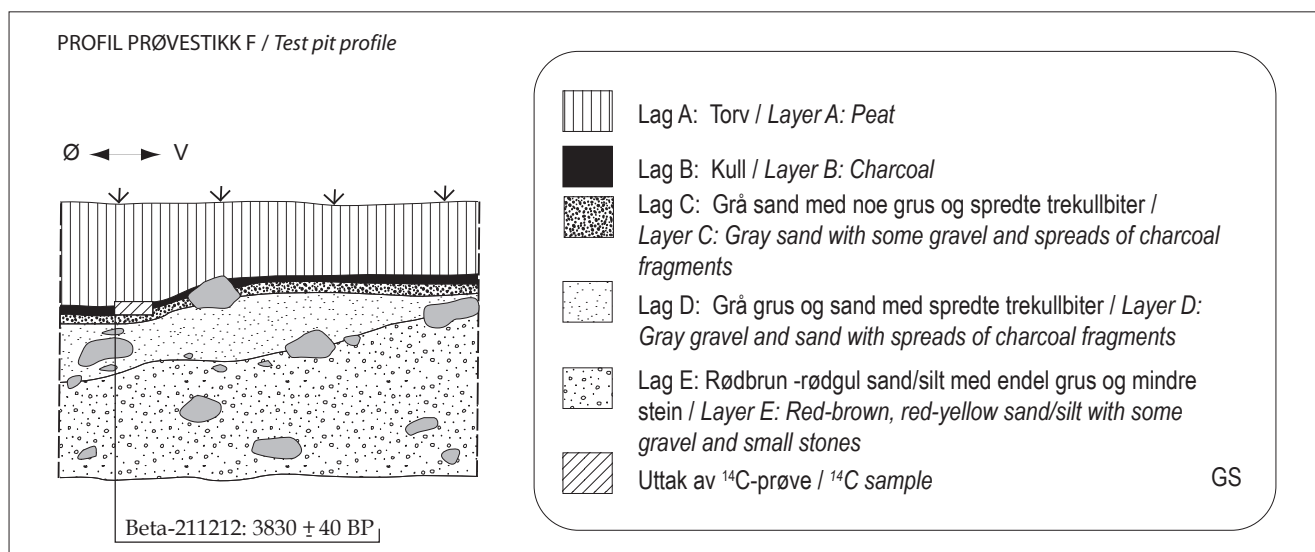 PROFIL PRØVESTIKK F / Test pit profile
Ø V
Beta-211212: 3830 ± 40 BP
Lag A: Torv / Layer A: Peat
Lag B: Kull / Layer B: Charcoal
Lag C: Grå sand med noe grus og spredte trekullbiter /
Layer C: Gray sand with some gravel and spreads of charcoal
fragments
Lag D: Grå grus og sand med spredte trekullbiter / Layer D:
Gray gravel and sand with spreads of charcoal fragments
Lag E: Rødbrun -rødgul sand/silt med endel grus og mindre
stein / Layer E: Red-brown, red-yellow sand/silt with some
gravel and small stones
Uttak av ¹⁴C-prøve / ¹⁴C sample
GS